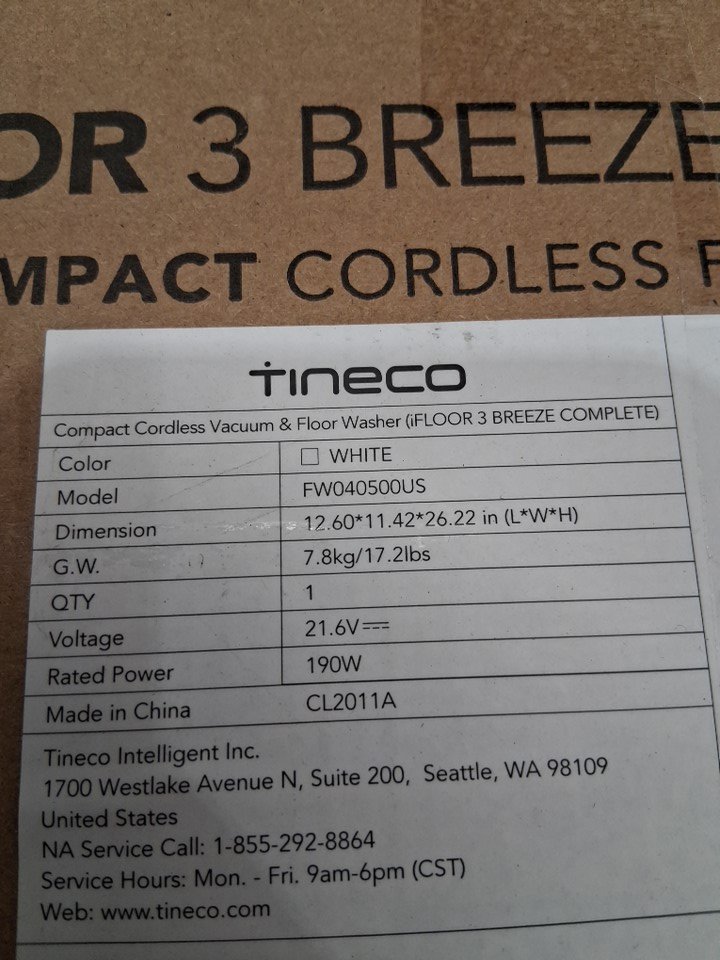 OR 3 BREEZE
MPACT CORDLESS F
TINECO
Compact Cordless Vacuum & Floor Washer (iFLOOR 3 BREEZE COMPLETE)
Color □ WHITE
Model FW040500US
Dimension 12.60*11.42*26.22 in (L*W*H)
G.W. 7.8kg/17.2lbs
QTY 1
Voltage 21.6V⎓
Rated Power 190W
Made in China CL2011A
Tineco Intelligent Inc.
1700 Westlake Avenue N, Suite 200, Seattle, WA 98109
United States
NA Service Call: 1-855-292-8864
Service Hours: Mon. - Fri. 9am-6pm (CST)
Web: www.tineco.com